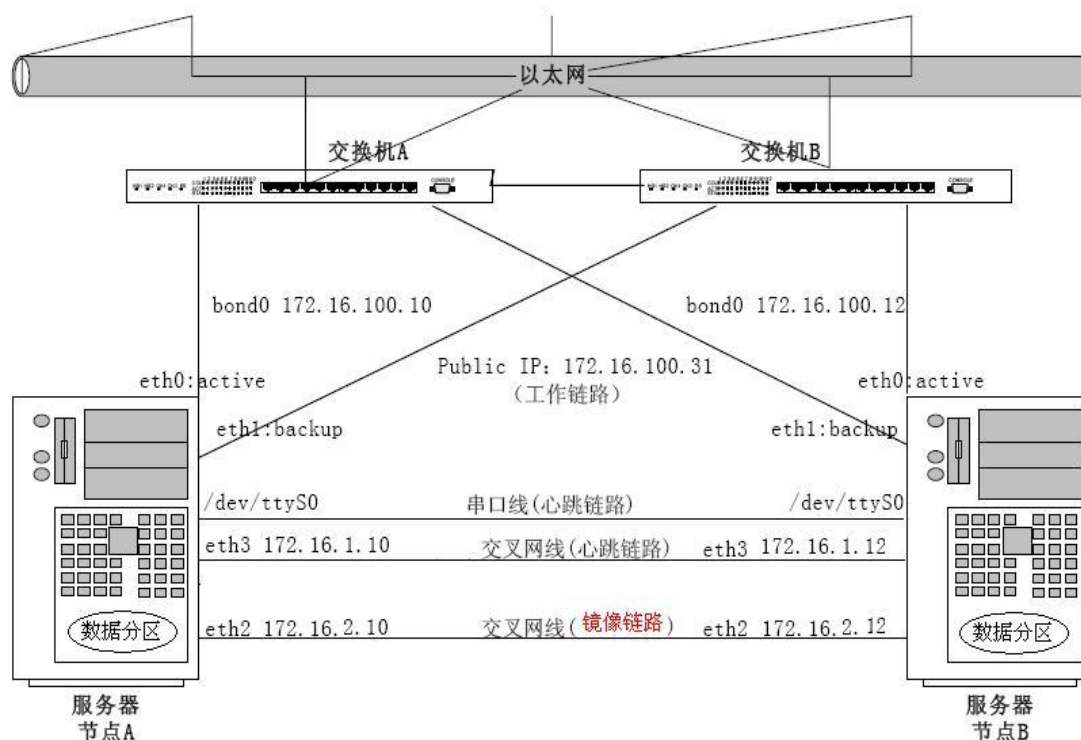 以太网
交换机A
交换机B
CONSOLE
CONSOLE
bond0 172.16.100.10
bond0 172.16.100.12
Public IP: 172.16.100.31
(工作链路)
eth0:active
eth0:active
eth1:backup
eth1:backup
/dev/ttyS0 串口线(心跳链路) /dev/ttyS0
eth3 172.16.1.10 交叉网线(心跳链路) eth3 172.16.1.12
数据分区 eth2 172.16.2.10 交叉网线(镜像链路) eth2 172.16.2.12 数据分区
服务器
节点A
服务器
节点B